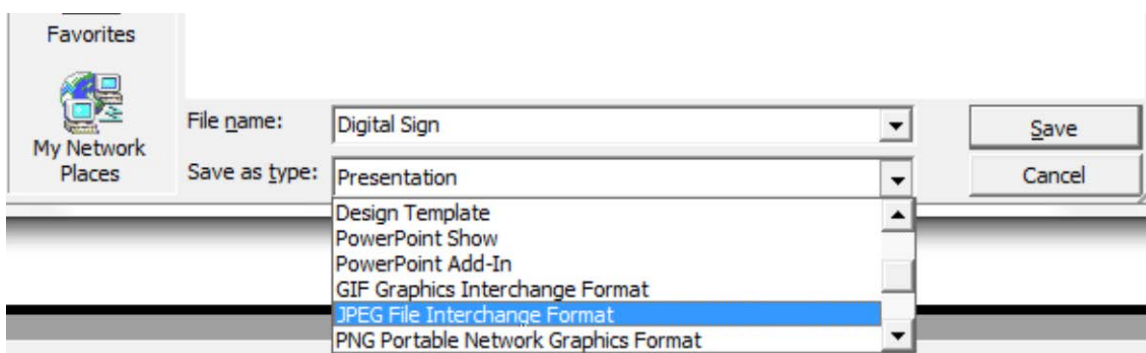 Favorites
My Network
Places
File name:
Digital Sign
Save
Save as type:
Presentation
Cancel
Design Template
PowerPoint Show
PowerPoint Add-In
GIF Graphics Interchange Format
JPEG File Interchange Format
PNG Portable Network Graphics Format